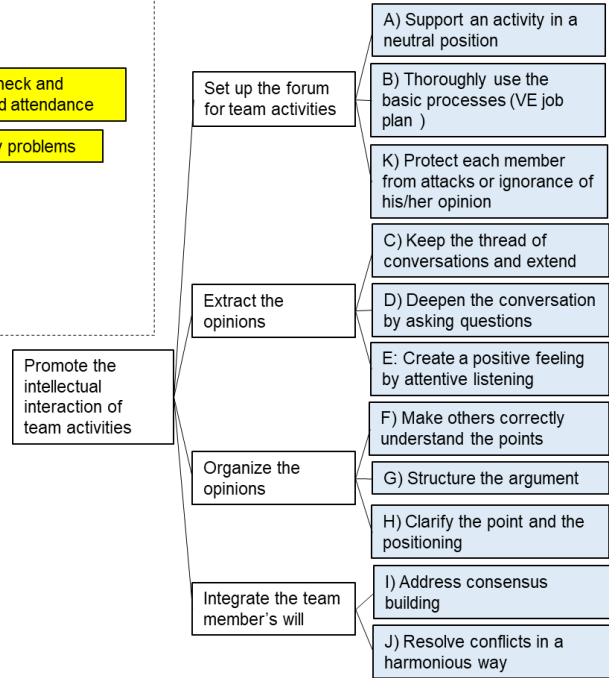 heck and
d attendance
y problems
Promote the
intellectual
interaction of
team activities
Set up the forum
for team activities
Extract the
opinions
Organize the
opinions
Integrate the team
member's will
A) Support an activity in a
neutral position
B) Thoroughly use the
basic processes (VE job
plan )
K) Protect each member
from attacks or ignorance of
his/her opinion
C) Keep the thread of
conversations and extend
D) Deepen the conversation
by asking questions
E: Create a positive feeling
by attentive listening
F) Make others correctly
understand the points
G) Structure the argument
H) Clarify the point and the
positioning
I) Address consensus
building
J) Resolve conflicts in a
harmonious way